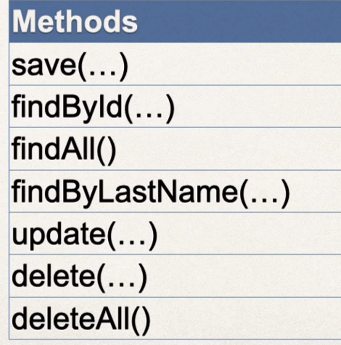 Methods
save(…)
findById(…)
findAll()
findByLastName(…)
update(…)
delete(…)
deleteAll()